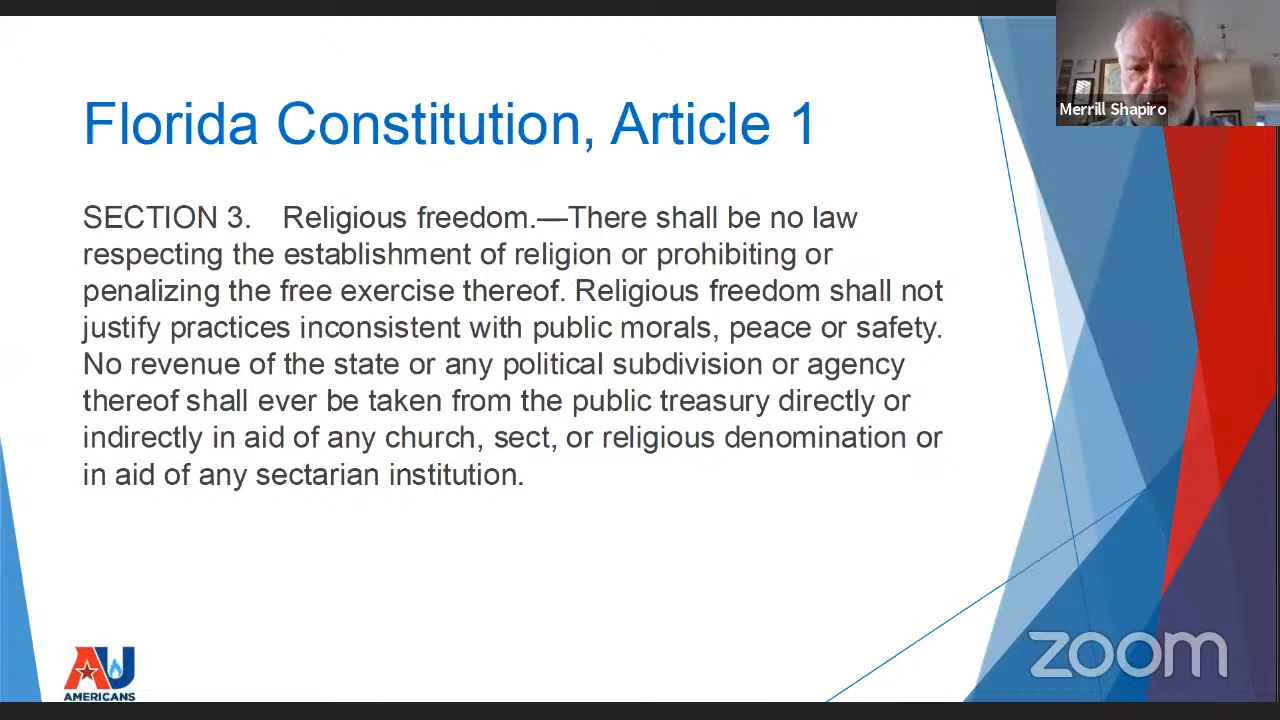 Merrill Shapiro
Florida Constitution, Article 1
SECTION 3. Religious freedom.—There shall be no law
respecting the establishment of religion or prohibiting or
penalizing the free exercise thereof. Religious freedom shall not
justify practices inconsistent with public morals, peace or safety.
No revenue of the state or any political subdivision or agency
thereof shall ever be taken from the public treasury directly or
indirectly in aid of any church, sect, or religious denomination or
in aid of any sectarian institution.
AU
AMERICANS
zoom